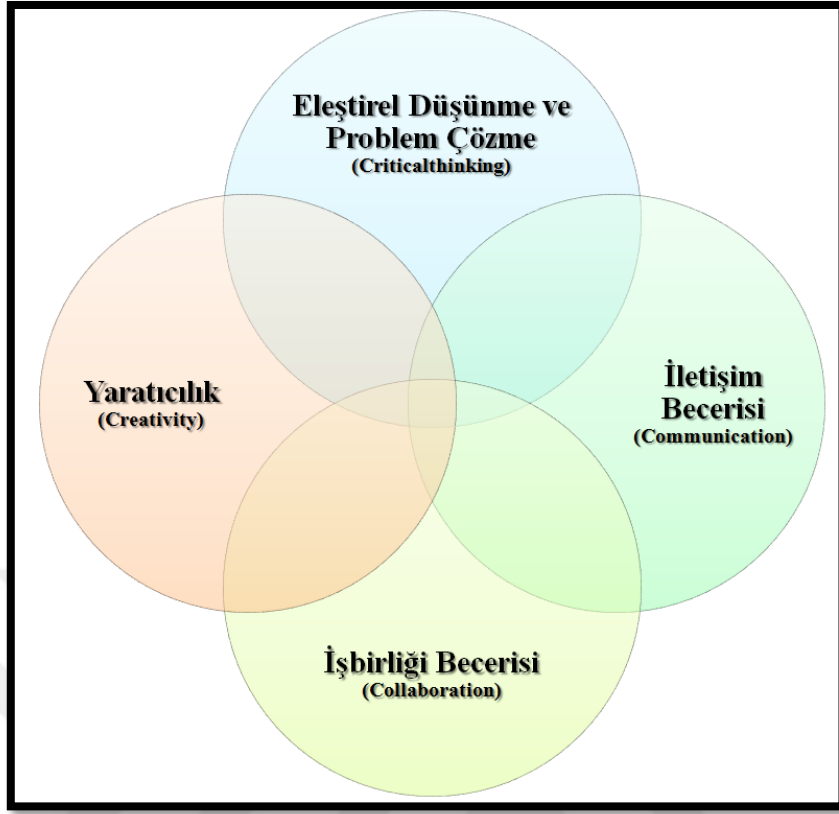 Eleştirel Düşünme ve
Problem Çözme
(Criticalthinking)
Yaratıcılık
(Creativity)
İletişim
Becerisi
(Communication)
İşbirliği Becerisi
(Collaboration)